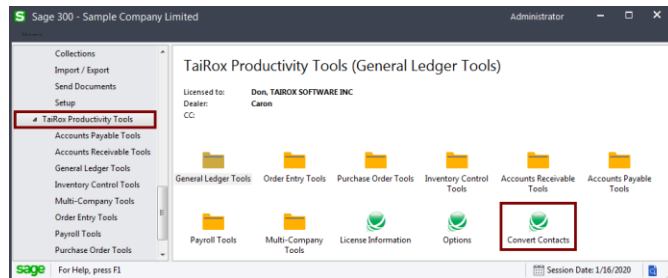 S Sage 300 - Sample Company Limited
Administrator
Collections
Import / Export
Send Documents
Setup
TaiRox Productivity Tools
Accounts Payable Tools
Accounts Receivable Tools
General Ledger Tools
Inventory Control Tools
Multi-Company Tools
Order Entry Tools
Payroll Tools
Purchase Order Tools
TaiRox Productivity Tools (General Ledger Tools)
Licensed to: Don, TAIROX SOFTWARE INC
Dealer: Caron
CC:
General Ledger Tools
Order Entry Tools
Purchase Order Tools
Inventory Control
Tools
Accounts Receivable
Tools
Accounts Payable
Tools
Payroll Tools
Multi-Company
Tools
License Information
Options
Convert Contacts
sage For Help, press F1
Session Date: 1/16/2020